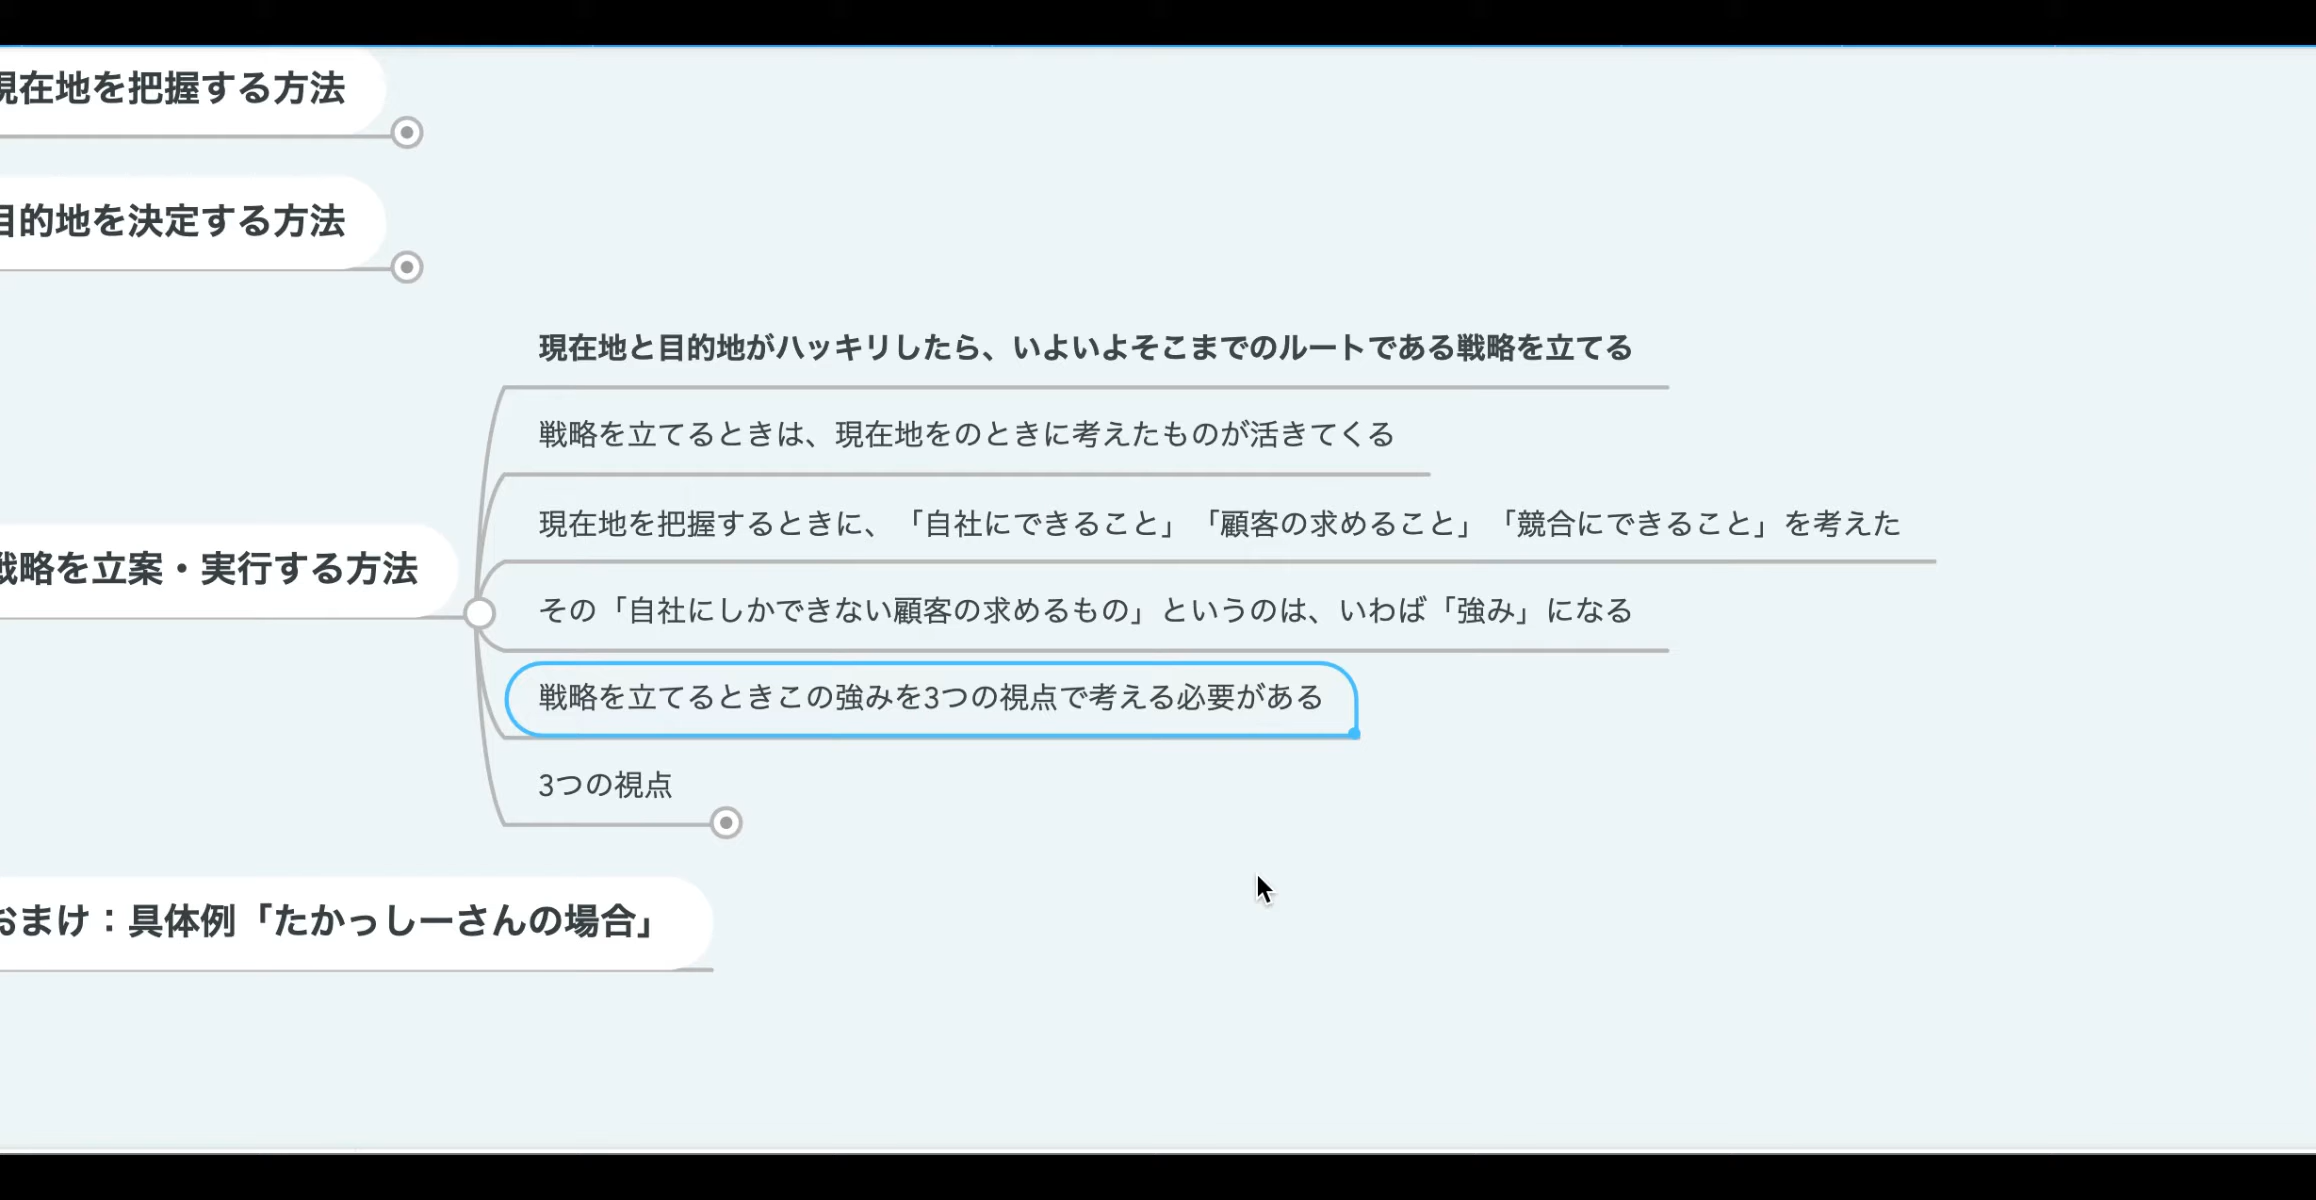 現在地を把握する方法
目的地を決定する方法
現在地と目的地がハッキリしたら、いよいよそこまでのルートである戦略を立てる
戦略を立てるときは、現在地をのときに考えたものが活きてくる
現在地を把握するときに、「自社にできること」「顧客の求めること」「競合にできること」を考えた
戦略を立案・実行する方法
その「自社にしかできない顧客の求めるもの」というのは、いわば「強み」になる
戦略を立てるときこの強みを3つの視点で考える必要がある
3つの視点
おまけ：具体例「たかっしーさんの場合」